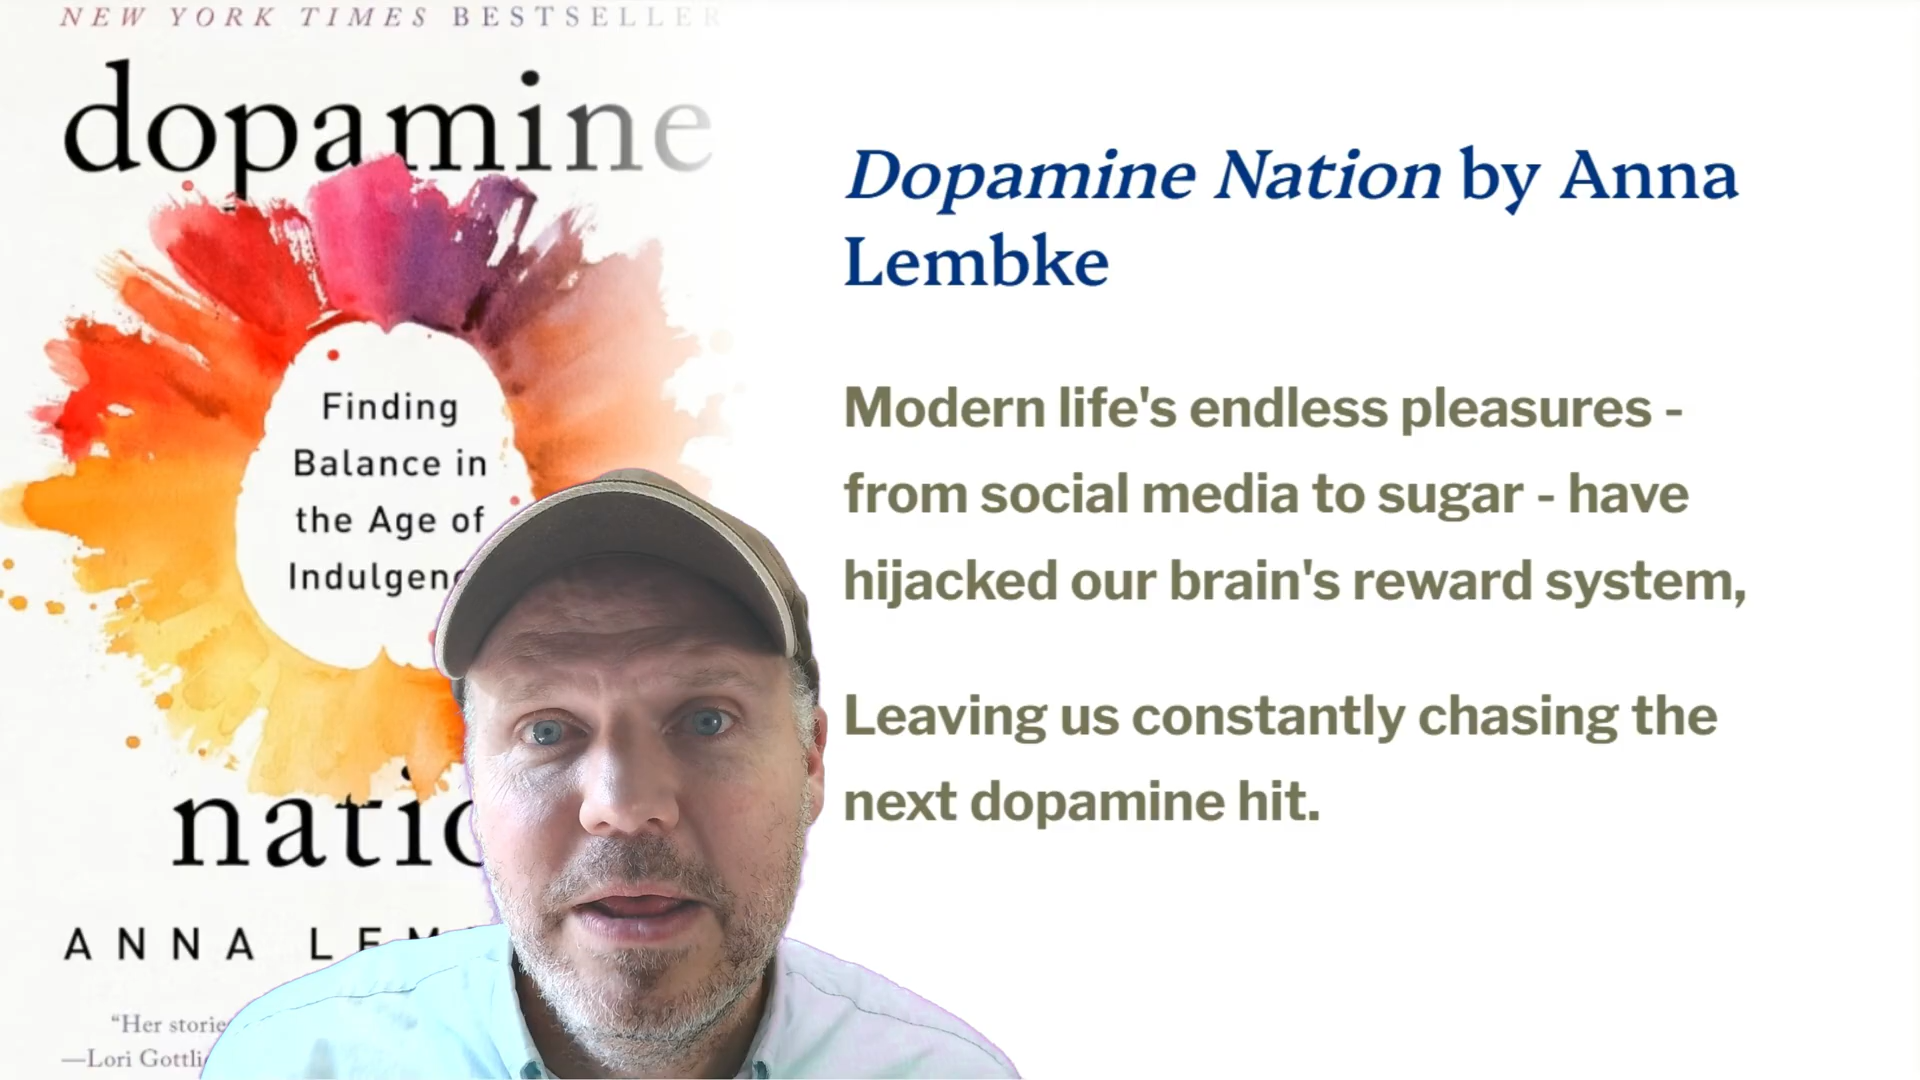 NEW YORK TIMES BESTSELLER
dopamine
Finding
Balance in
the Age of
natio
ANNA
"Her storie
—Lori Gottli
Dopamine Nation by Anna
Lembke
Modern life's endless pleasures -
from social media to sugar - have
hijacked our brain's reward system,
Leaving us constantly chasing the
next dopamine hit.